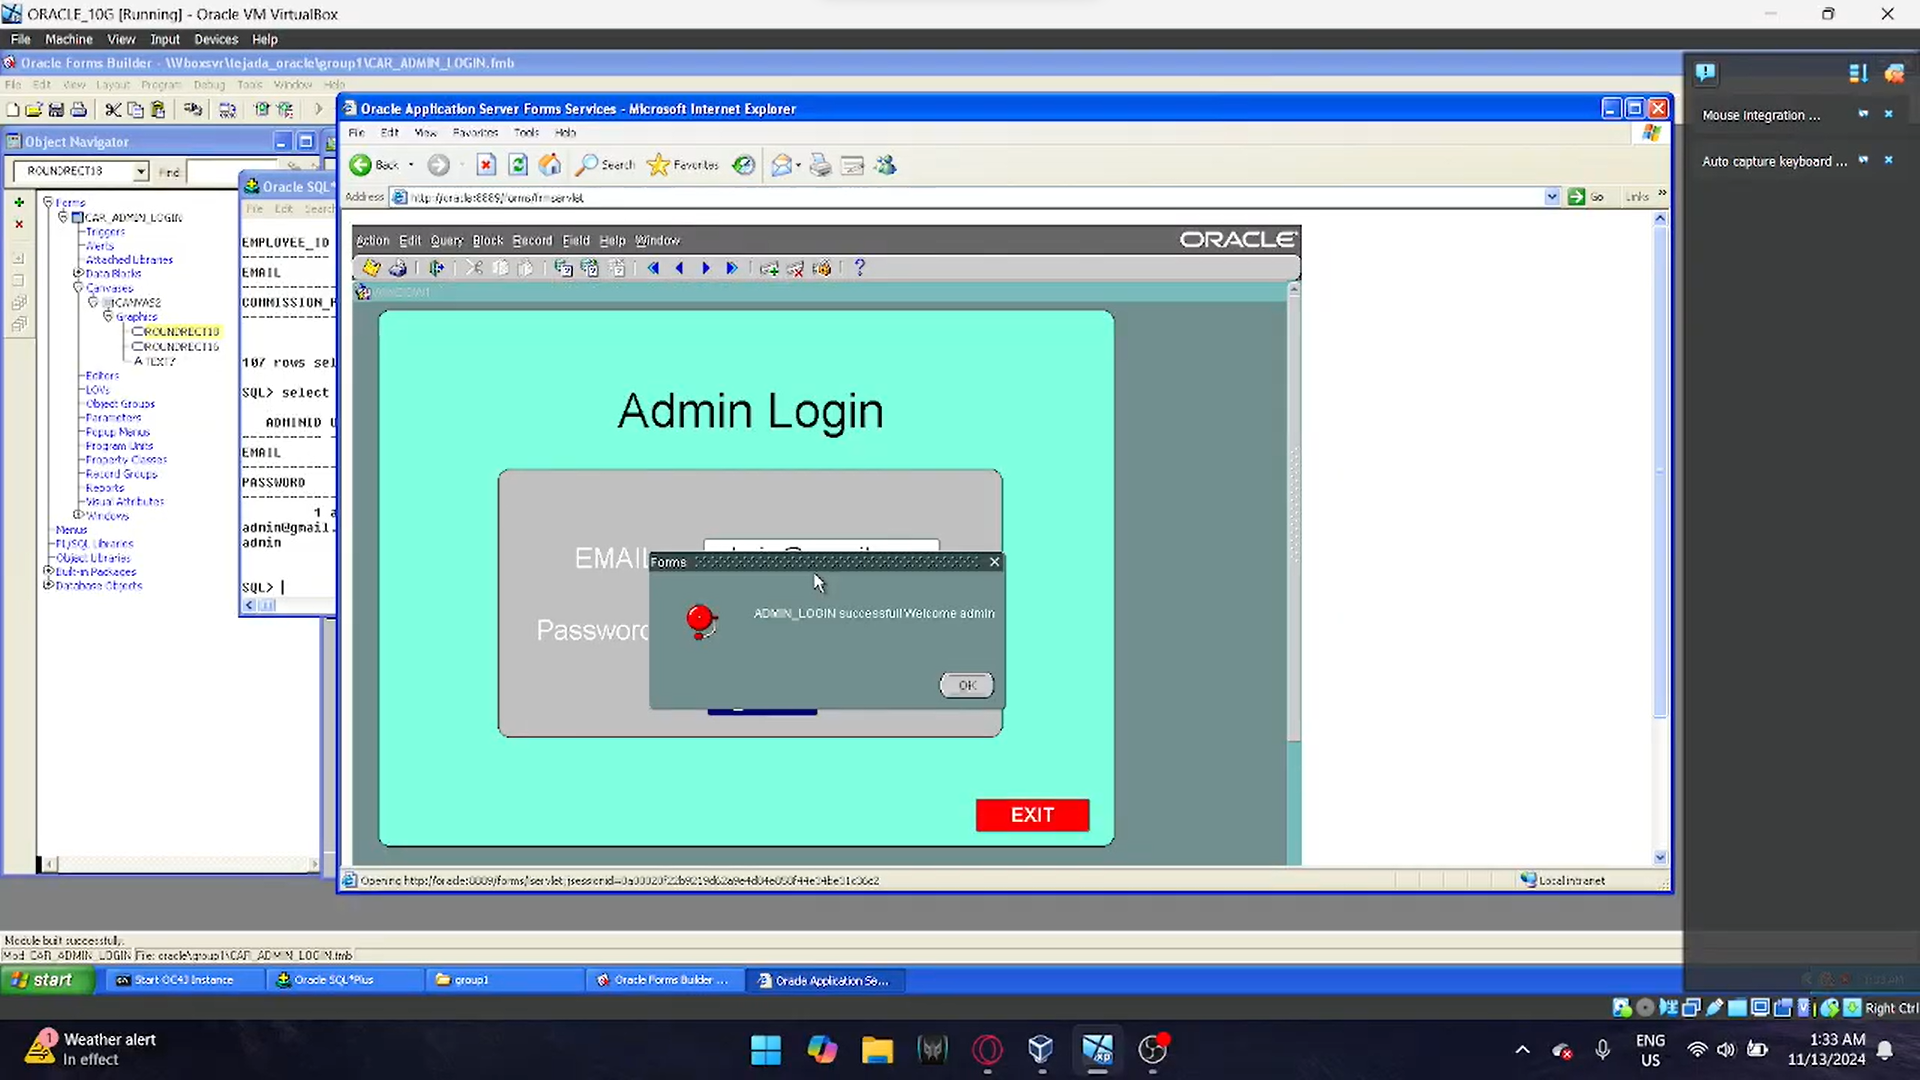 ORACLE_10G [Running] - Oracle VM VirtualBox
File Machine View Input Devices Help
Oracle Forms Builder - \\Vboxsvr\tejada_oracle\group1\CAR_ADMIN_LOGIN.fmb
File Edit View Layout Program Debug Tools Window Help
Oracle Application Server Forms Services - Microsoft Internet Explorer
File Edit View Favorites Tools Help
Back Search Favorites
Address http://oracle:8889/forms/frmservlet Go Links
Mouse Integration ...
Auto capture keyboard ...
Object Navigator
ROUNDRECT18 Find:
Forms
CAR_ADMIN_LOGIN
Triggers
Alerts
Attached Libraries
Data Blocks
Canvases
CANVAS2
Graphics
ROUNDRECT18
ROUNDRECT16
TEXT7
Editors
LOVs
Object Groups
Parameters
Popup Menus
Program Units
Property Classes
Record Groups
Reports
Visual Attributes
Windows
Menus
PL/SQL Libraries
Object Libraries
Built-in Packages
Database Objects
Oracle SQL*
File Edit Search
EMPLOYEE_ID
EMAIL
COMMISSION_P
107 rows sel
SQL> select
ADMINID U
EMAIL
PASSWORD
1 a
admin@gmail.
admin
SQL>
Action Edit Query Block Record Field Help Window
ORACLE
WINDOW1
Admin Login
EMAIL
Password
Forms
ADMIN_LOGIN successful!Welcome admin
OK
EXIT
Local intranet
Module built successfully.
Mod: CAR_ADMIN_LOGIN File: oracle\group1\CAR_ADMIN_LOGIN.fmb
start Start OC4J Instance Oracle SQL*Plus group1 Oracle Forms Builder ... Oracle Application Se...
Right Ctrl
1
Weather alert
In effect
XP
ENG
US
1:33 AM
11/13/2024